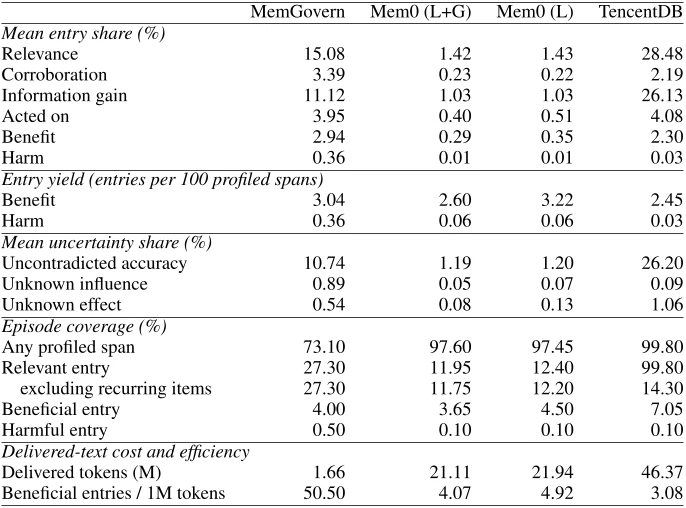 MemGovern Mem0 (L+G) Mem0 (L) TencentDB
Mean entry share (%)
Relevance 15.08 1.42 1.43 28.48
Corroboration 3.39 0.23 0.22 2.19
Information gain 11.12 1.03 1.03 26.13
Acted on 3.95 0.40 0.51 4.08
Benefit 2.94 0.29 0.35 2.30
Harm 0.36 0.01 0.01 0.03
Entry yield (entries per 100 profiled spans)
Benefit 3.04 2.60 3.22 2.45
Harm 0.36 0.06 0.06 0.03
Mean uncertainty share (%)
Uncontradicted accuracy 10.74 1.19 1.20 26.20
Unknown influence 0.89 0.05 0.07 0.09
Unknown effect 0.54 0.08 0.13 1.06
Episode coverage (%)
Any profiled span 73.10 97.60 97.45 99.80
Relevant entry 27.30 11.95 12.40 99.80
excluding recurring items 27.30 11.75 12.20 14.30
Beneficial entry 4.00 3.65 4.50 7.05
Harmful entry 0.50 0.10 0.10 0.10
Delivered-text cost and efficiency
Delivered tokens (M) 1.66 21.11 21.94 46.37
Beneficial entries / 1M tokens 50.50 4.07 4.92 3.08